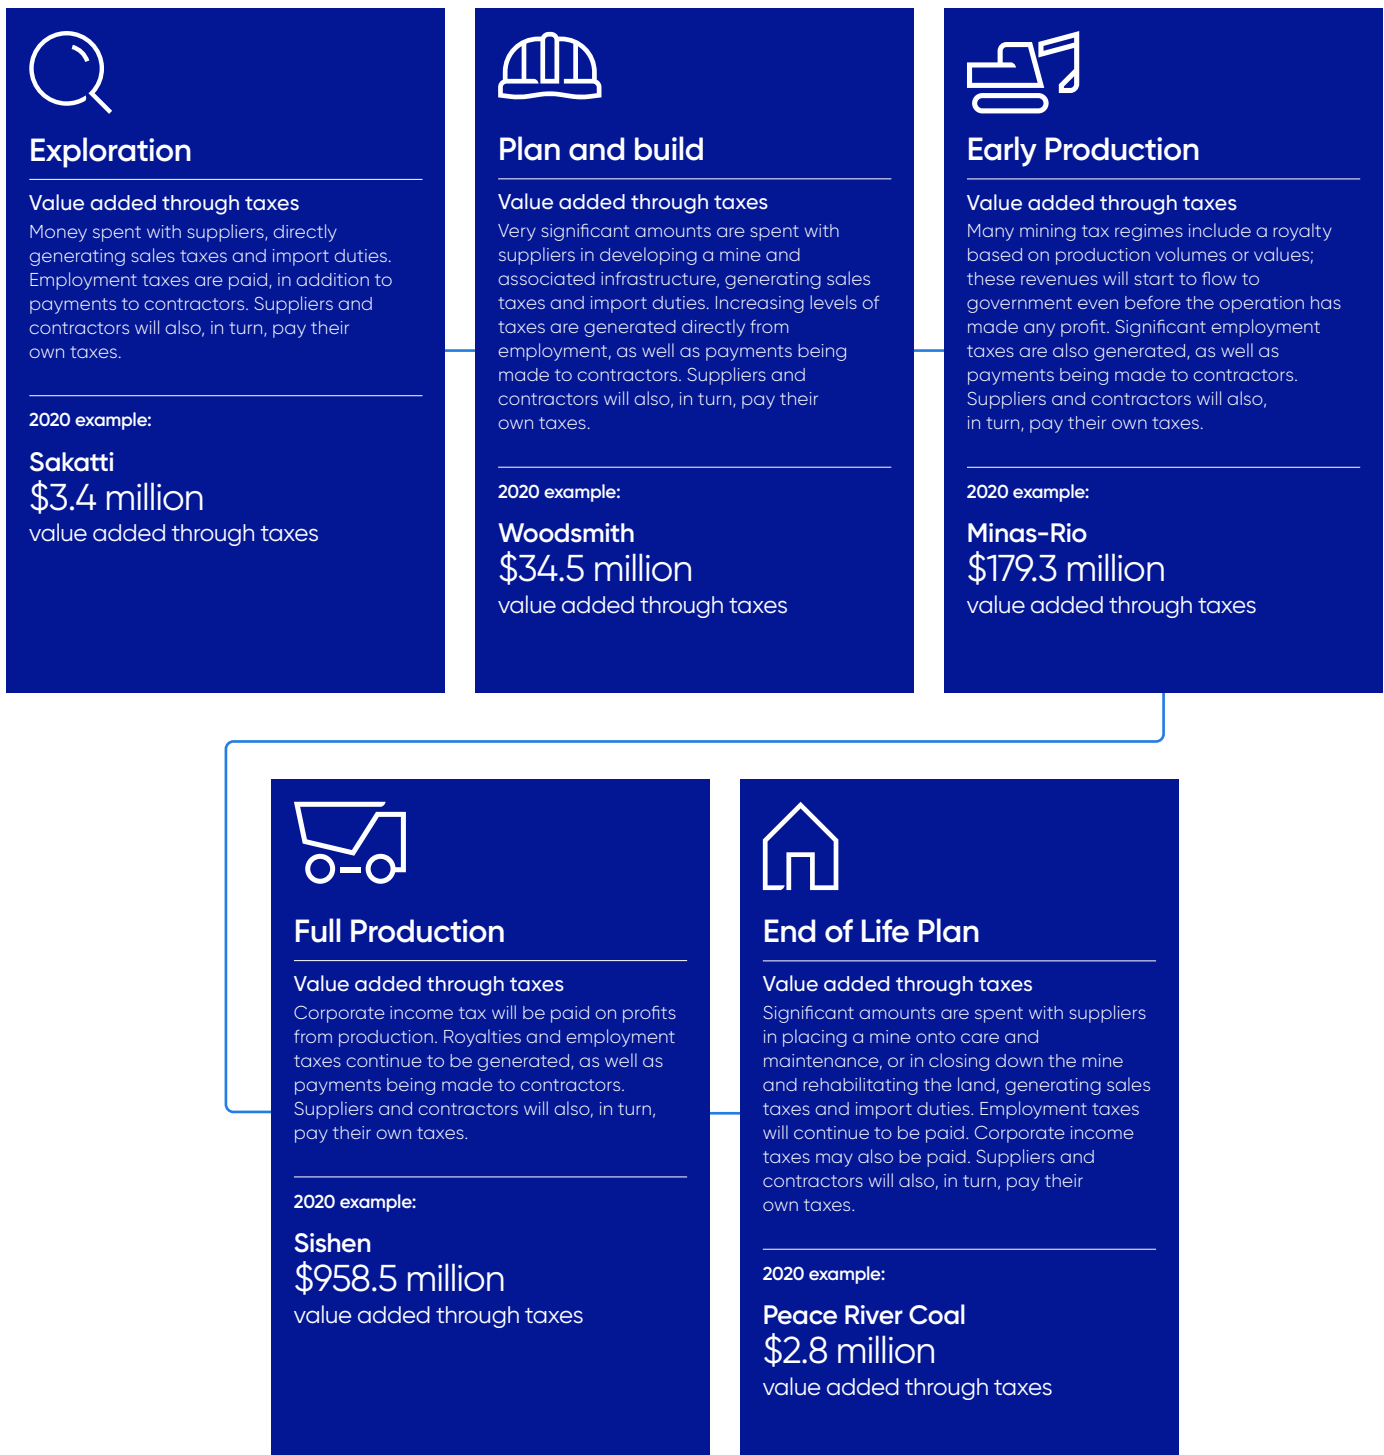 Exploration
Value added through taxes
Money spent with suppliers, directly
generating sales taxes and import duties.
Employment taxes are paid, in addition to
payments to contractors. Suppliers and
contractors will also, in turn, pay their
own taxes.
2020 example:
Sakatti
$3.4 million
value added through taxes
Plan and build
Value added through taxes
Very significant amounts are spent with
suppliers in developing a mine and
associated infrastructure, generating sales
taxes and import duties. Increasing levels of
taxes are generated directly from
employment, as well as payments being
made to contractors. Suppliers and
contractors will also, in turn, pay their
own taxes.
2020 example:
Woodsmith
$34.5 million
value added through taxes
Early Production
Value added through taxes
Many mining tax regimes include a royalty
based on production volumes or values;
these revenues will start to flow to
government even before the operation has
made any profit. Significant employment
taxes are also generated, as well as
payments being made to contractors.
Suppliers and contractors will also,
in turn, pay their own taxes.
2020 example:
Minas-Rio
$179.3 million
value added through taxes
Full Production
Value added through taxes
Corporate income tax will be paid on profits
from production. Royalties and employment
taxes continue to be generated, as well as
payments being made to contractors.
Suppliers and contractors will also, in turn,
pay their own taxes.
2020 example:
Sishen
$958.5 million
value added through taxes
End of Life Plan
Value added through taxes
Significant amounts are spent with suppliers
in placing a mine onto care and
maintenance, or in closing down the mine
and rehabilitating the land, generating sales
taxes and import duties. Employment taxes
will continue to be paid. Corporate income
taxes may also be paid. Suppliers and
contractors will also, in turn, pay their
own taxes.
2020 example:
Peace River Coal
$2.8 million
value added through taxes